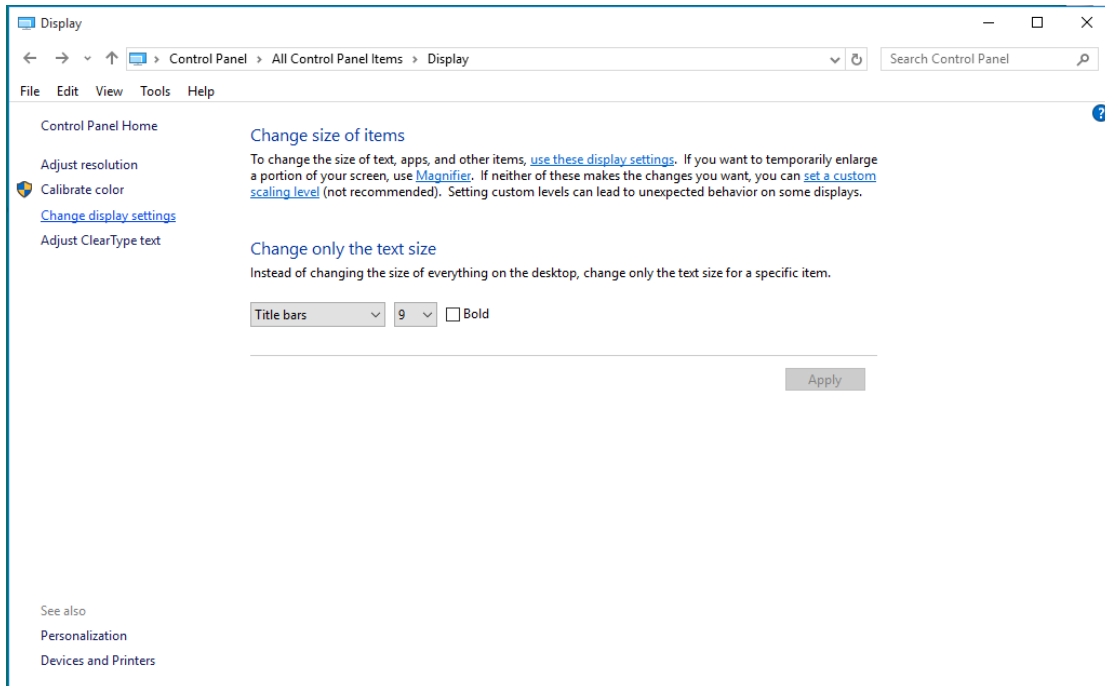 Display
Control Panel > All Control Panel Items > Display
Search Control Panel
File Edit View Tools Help
?
Control Panel Home
Adjust resolution
Calibrate color
Change display settings
Adjust ClearType text
Change size of items
To change the size of text, apps, and other items, use these display settings. If you want to temporarily enlarge
a portion of your screen, use Magnifier. If neither of these makes the changes you want, you can set a custom
scaling level (not recommended). Setting custom levels can lead to unexpected behavior on some displays.
Change only the text size
Instead of changing the size of everything on the desktop, change only the text size for a specific item.
Title bars 9 Bold
Apply
See also
Personalization
Devices and Printers